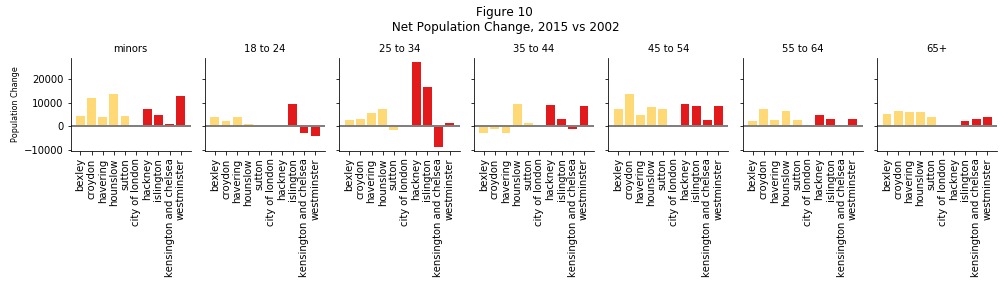 Figure 10
Net Population Change, 2015 vs 2002
minors
18 to 24
25 to 34
35 to 44
45 to 54
55 to 64
65+
Population Change
20000
10000
0
−10000
bexley
croydon
havering
hounslow
sutton
city of london
hackney
islington
kensington and chelsea
westminster
bexley
croydon
havering
hounslow
sutton
city of london
hackney
islington
kensington and chelsea
westminster
bexley
croydon
havering
hounslow
sutton
city of london
hackney
islington
kensington and chelsea
westminster
bexley
croydon
havering
hounslow
sutton
city of london
hackney
islington
kensington and chelsea
westminster
bexley
croydon
havering
hounslow
sutton
city of london
hackney
islington
kensington and chelsea
westminster
bexley
croydon
havering
hounslow
sutton
city of london
hackney
islington
kensington and chelsea
westminster
bexley
croydon
havering
hounslow
sutton
city of london
hackney
islington
kensington and chelsea
westminster